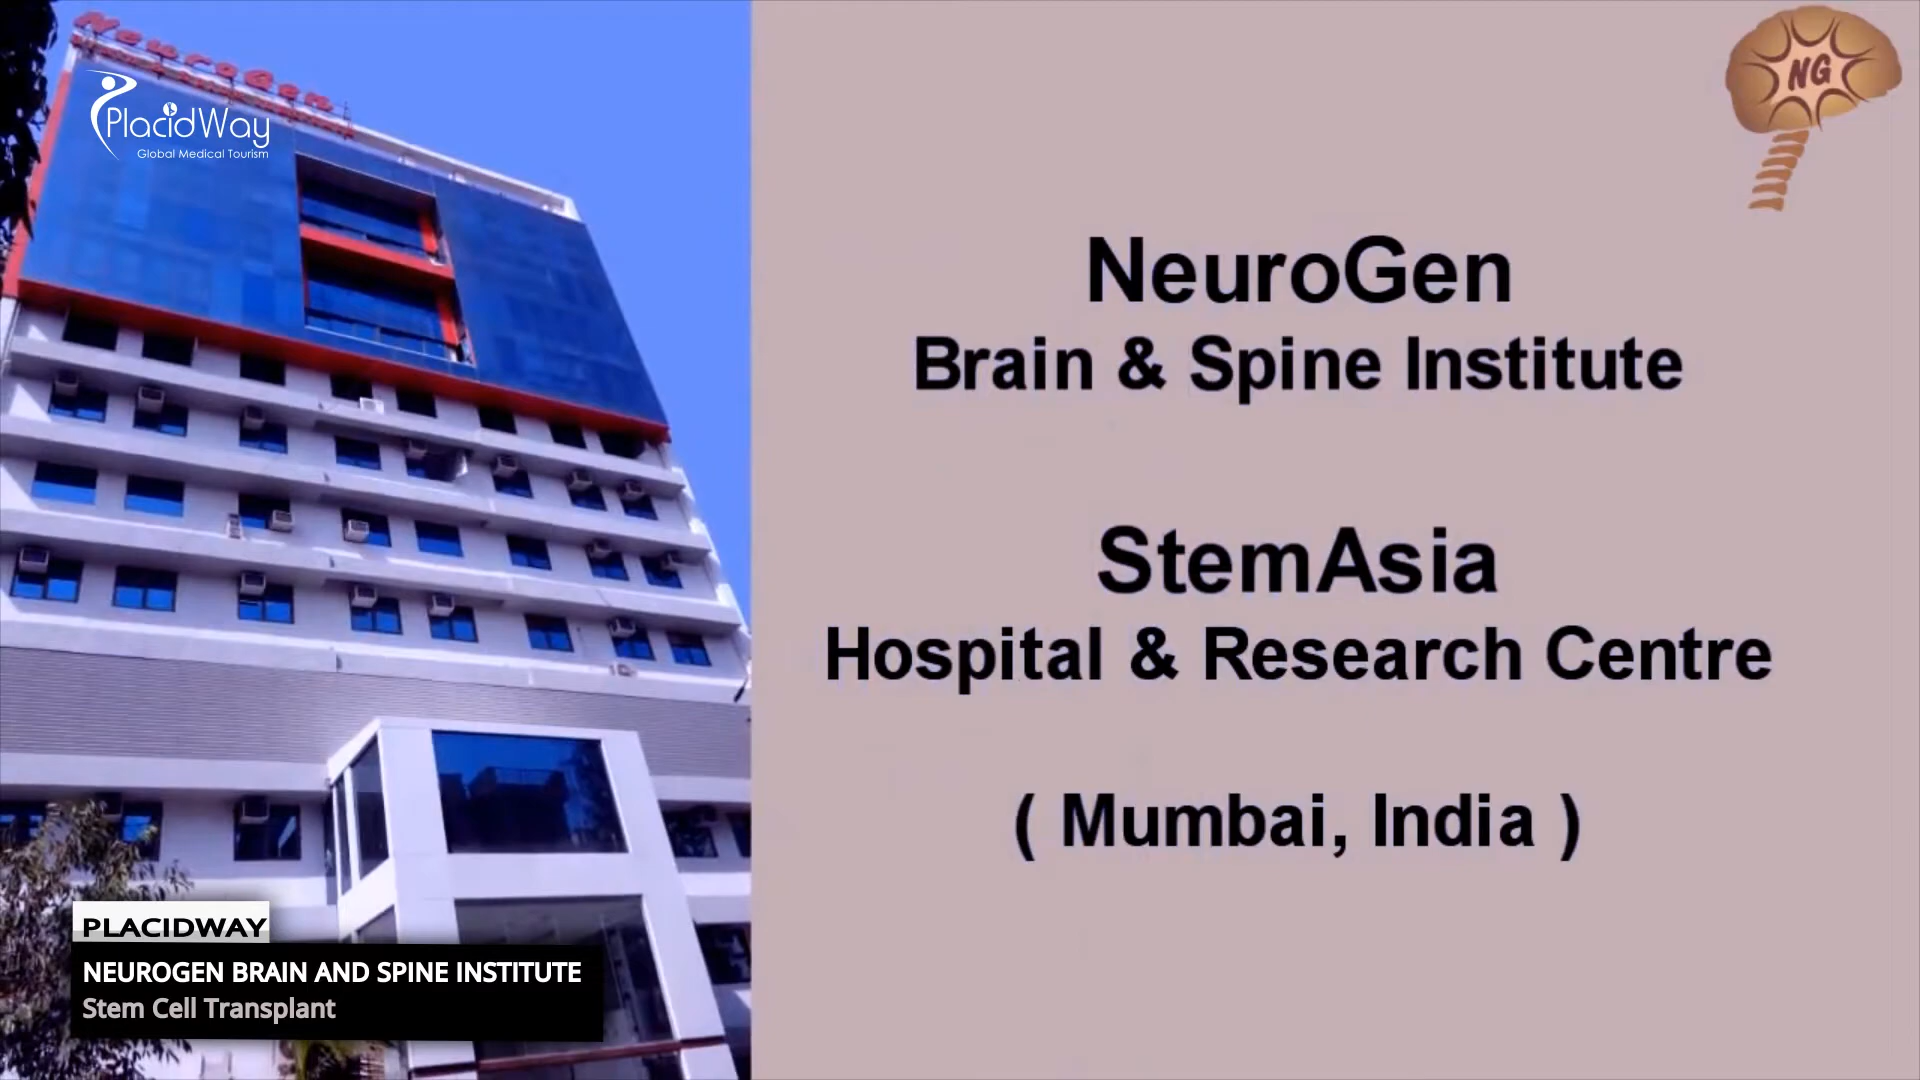 NeuroGen
PlacidWay
Global Medical Tourism
NG
NeuroGen
Brain & Spine Institute
StemAsia
Hospital & Research Centre
( Mumbai, India )
PLACIDWAY
NEUROGEN BRAIN AND SPINE INSTITUTE
Stem Cell Transplant